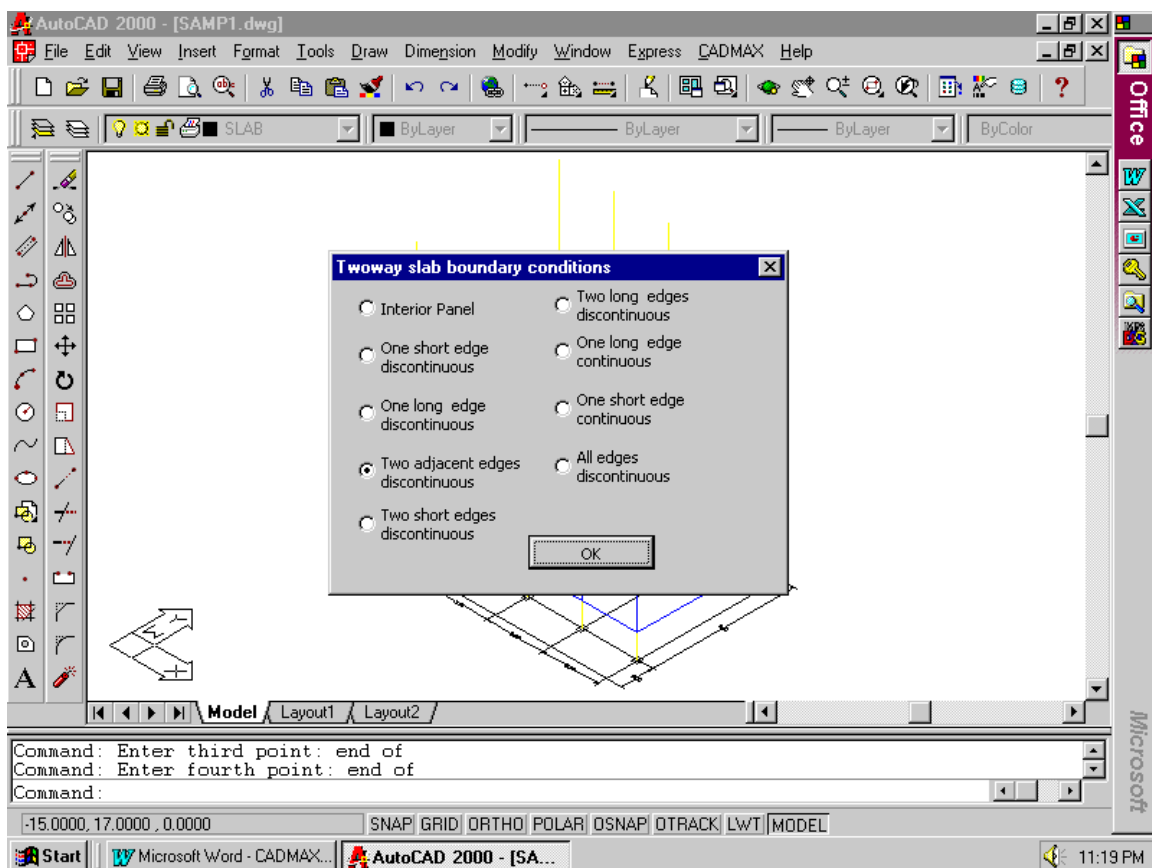 AutoCAD 2000 - [SAMP1.dwg]
File Edit View Insert Format Tools Draw Dimension Modify Window Express CADMAX Help
SLAB ByLayer ByLayer ByLayer ByColor
Office
Twoway slab boundary conditions
Interior Panel
One short edge
discontinuous
One long edge
discontinuous
Two adjacent edges
discontinuous
Two short edges
discontinuous
Two long edges
discontinuous
One long edge
continuous
One short edge
continuous
All edges
discontinuous
OK
Y
W
X
A
Model Layout1 Layout2
Command: Enter third point: end of
Command: Enter fourth point: end of
Command:
-15.0000, 17.0000 , 0.0000 SNAP GRID ORTHO POLAR OSNAP OTRACK LWT MODEL
Microsoft
Start Microsoft Word - CADMAX... AutoCAD 2000 - [SA... 11:19 PM